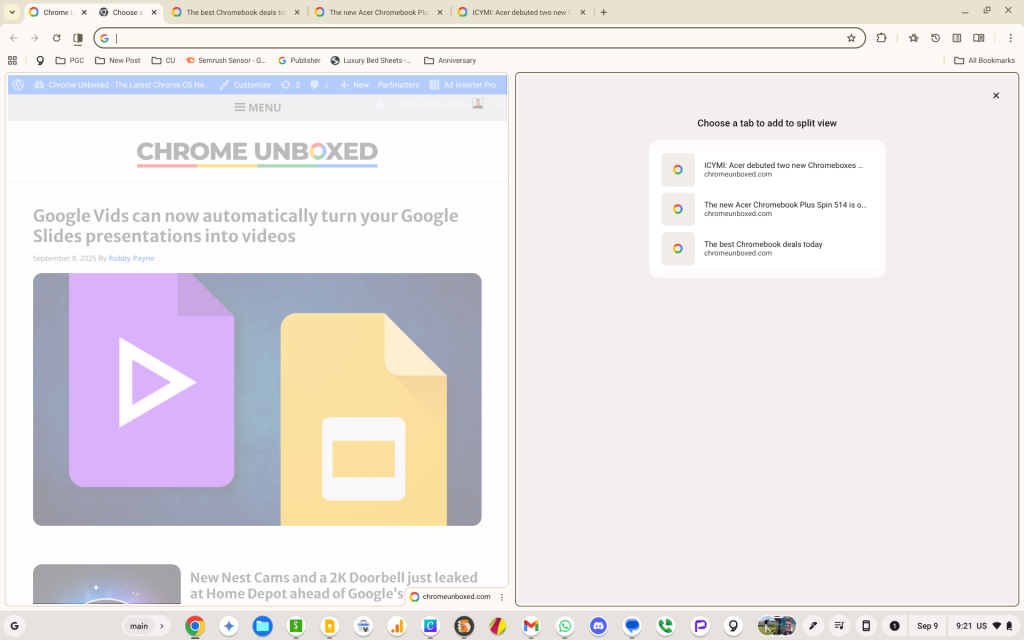 Chrome U
Choose a
The best Chromebook deals to
The new Acer Chromebook Plu
ICYMI: Acer debuted two new C
PGC
New Post
CU
Semrush Sensor - G...
Publisher
Luxury Bed Sheets -...
Anniversary
All Bookmarks
Chrome Unboxed - The Latest Chrome OS Ne...
Customize
3
New
Perfmatters
Ad Inserter Pro
MENU
CHROME UNBOXED
Google Vids can now automatically turn your Google
Slides presentations into videos
September 8, 2025 By Robby Payne
New Nest Cams and a 2K Doorbell just leaked
at Home Depot ahead of Google's
chromeunboxed.com
Choose a tab to add to split view
ICYMI: Acer debuted two new Chromeboxes ...
chromeunboxed.com
The new Acer Chromebook Plus Spin 514 is o...
chromeunboxed.com
The best Chromebook deals today
chromeunboxed.com
main
1
Sep 9
9:21 US